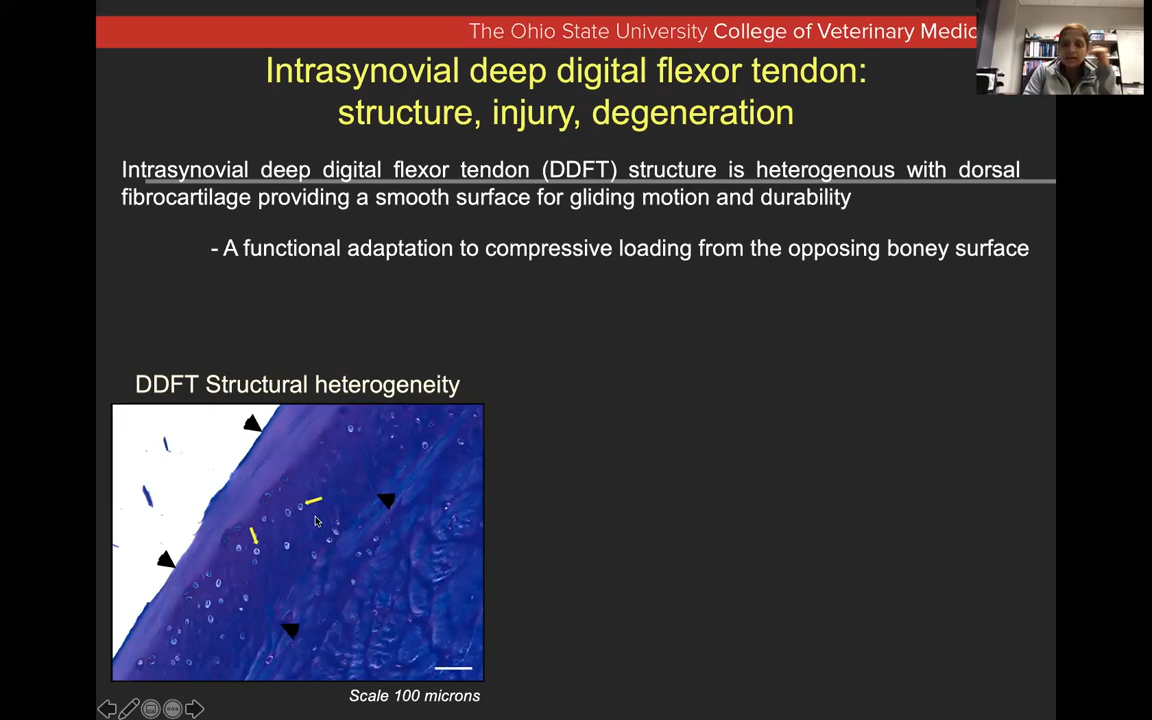 The Ohio State University College of Veterinary Medic
Intrasynovial deep digital flexor tendon:
structure, injury, degeneration
Intrasynovial deep digital flexor tendon (DDFT) structure is heterogenous with dorsal
fibrocartilage providing a smooth surface for gliding motion and durability
- A functional adaptation to compressive loading from the opposing boney surface
DDFT Structural heterogeneity
Scale 100 microns